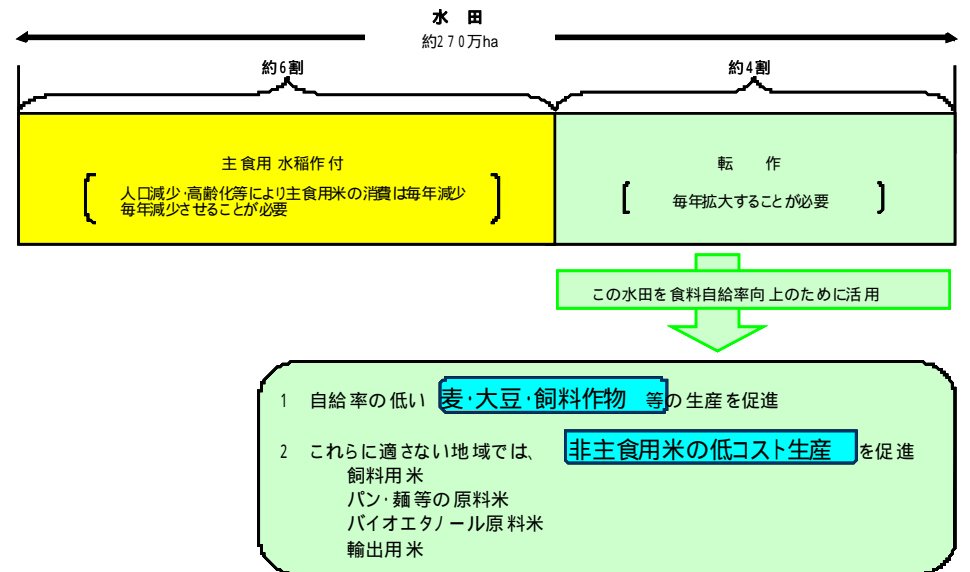 水 田
約270万ha
約6割
約4割
主食用水稲作付
人口減少・高齢化等により主食用米の消費は毎年減少
毎年減少させることが必要
転 作
毎年拡大することが必要
この水田を食料自給率向上のために活用
1 自給率の低い 麦・大豆・飼料作物 等の生産を促進
2 これらに適さない地域では、 非主食用米の低コスト生産 を促進
飼料用米
パン・麺等の原料米
バイオエタノール原料米
輸出用米